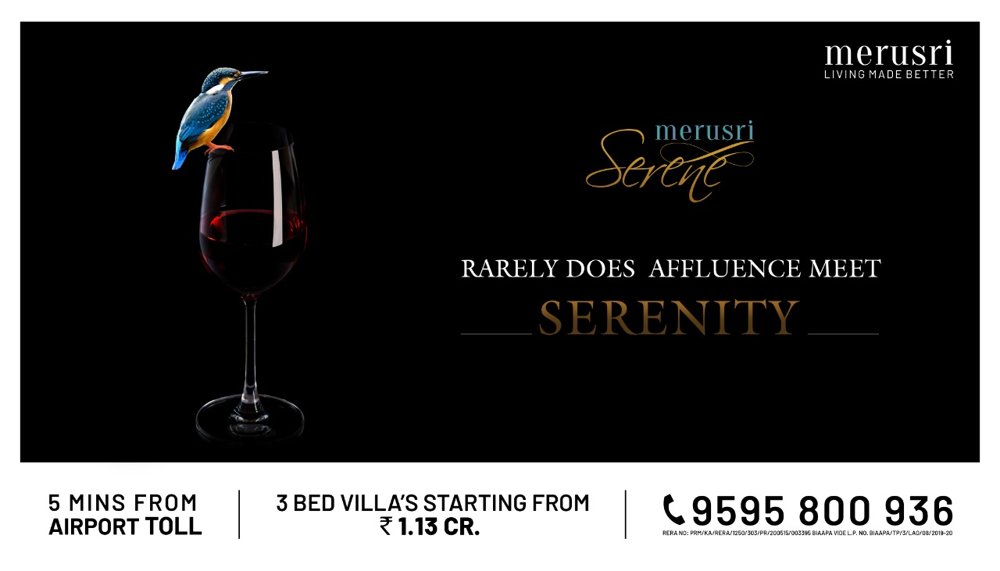 merusri
LIVING MADE BETTER
merusri
Serene
RARELY DOES AFFLUENCE MEET
SERENITY
5 MINS FROM
AIRPORT TOLL
3 BED VILLA'S STARTING FROM
₹ 1.13 CR.
9595 800 936
RERA NO: PRM/KA/RERA/1250/303/PR/200515/003395 BIAAPA VIDE L.P. NO. BIAAPA/TP/3/LAO/08/2019-20